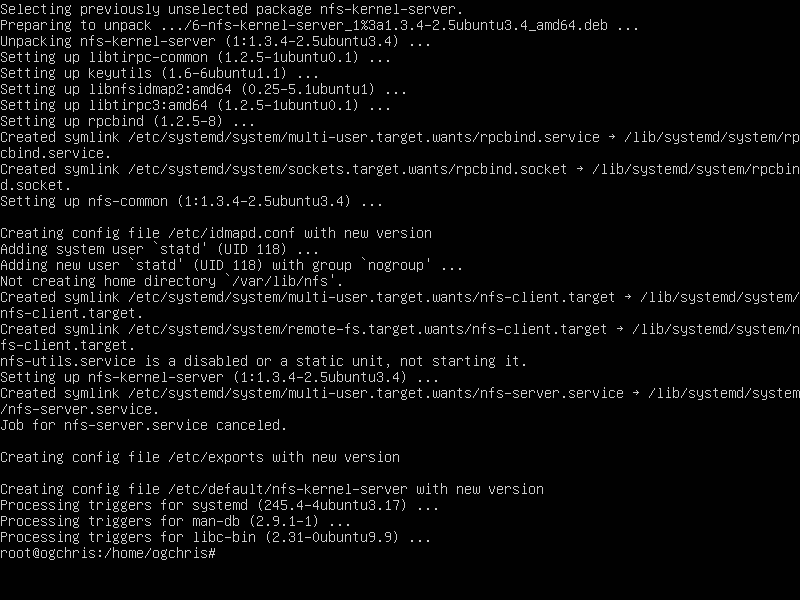 Selecting previously unselected package nfs-kernel-server.
Preparing to unpack .../6-nfs-kernel-server_1%3a1.3.4-2.5ubuntu3.4_amd64.deb ...
Unpacking nfs-kernel-server (1:1.3.4-2.5ubuntu3.4) ...
Setting up libtirpc-common (1.2.5-1ubuntu0.1) ...
Setting up keyutils (1.6-6ubuntu1.1) ...
Setting up libnfsidmap2:amd64 (0.25-5.1ubuntu1) ...
Setting up libtirpc3:amd64 (1.2.5-1ubuntu0.1) ...
Setting up rpcbind (1.2.5-8) ...
Created symlink /etc/systemd/system/multi-user.target.wants/rpcbind.service → /lib/systemd/system/rp
cbind.service.
Created symlink /etc/systemd/system/sockets.target.wants/rpcbind.socket → /lib/systemd/system/rpcbin
d.socket.
Setting up nfs-common (1:1.3.4-2.5ubuntu3.4) ...
Creating config file /etc/idmapd.conf with new version
Adding system user `statd' (UID 118) ...
Adding new user `statd' (UID 118) with group `nogroup' ...
Not creating home directory `/var/lib/nfs'.
Created symlink /etc/systemd/system/multi-user.target.wants/nfs-client.target → /lib/systemd/system/
nfs-client.target.
Created symlink /etc/systemd/system/remote-fs.target.wants/nfs-client.target → /lib/systemd/system/n
fs-client.target.
nfs-utils.service is a disabled or a static unit, not starting it.
Setting up nfs-kernel-server (1:1.3.4-2.5ubuntu3.4) ...
Created symlink /etc/systemd/system/multi-user.target.wants/nfs-server.service → /lib/systemd/system
/nfs-server.service.
Job for nfs-server.service canceled.
Creating config file /etc/exports with new version
Creating config file /etc/default/nfs-kernel-server with new version
Processing triggers for systemd (245.4-4ubuntu3.17) ...
Processing triggers for man-db (2.9.1-1) ...
Processing triggers for libc-bin (2.31-0ubuntu9.9) ...
root@ogchris:/home/ogchris#